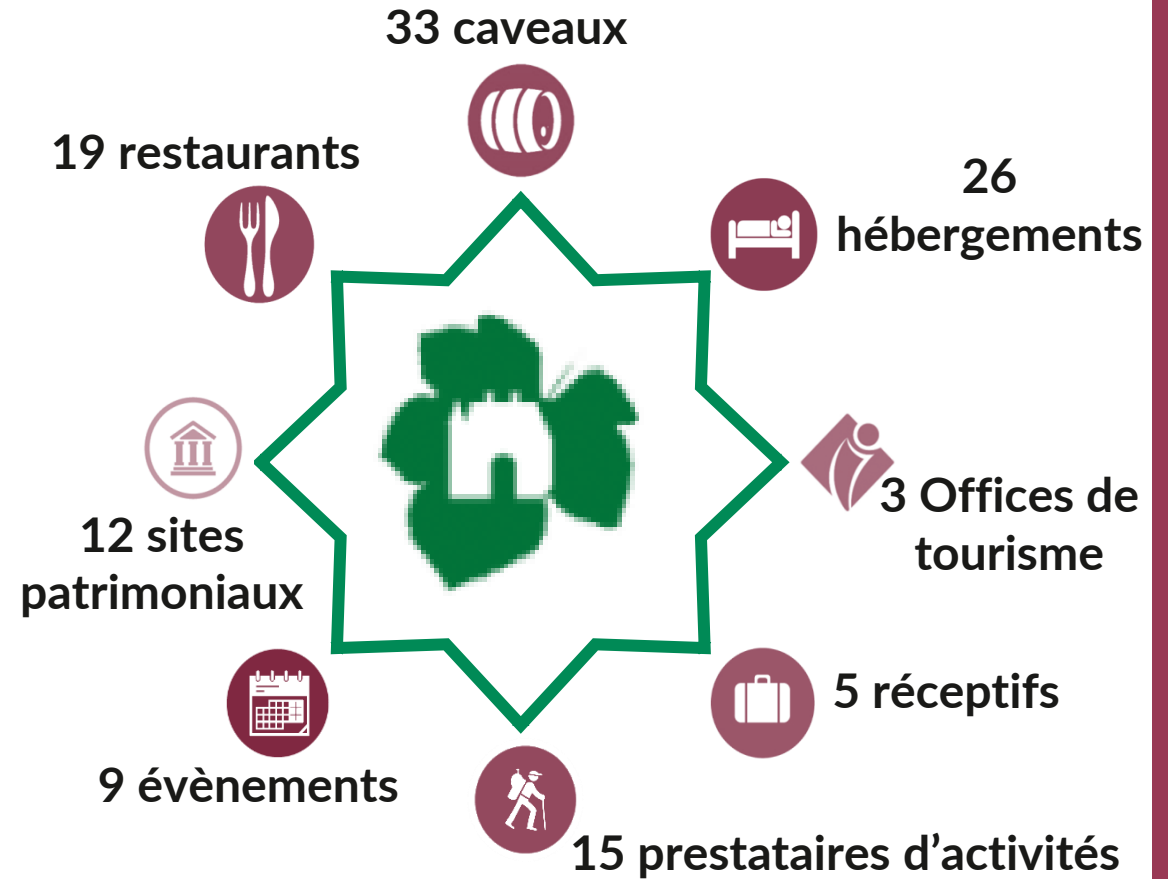 33 caveaux
19 restaurants
26
hébergements
3 Offices de
tourisme
12 sites
patrimoniaux
5 réceptifs
9 évènements
15 prestataires d’activités